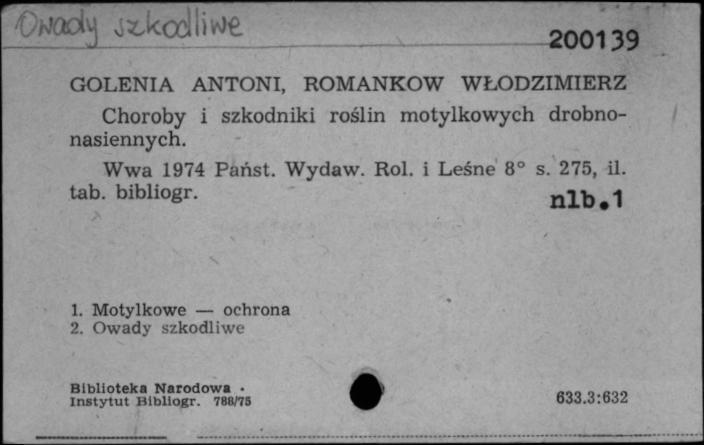 Owady szkodliwe
200139
GOLENIA ANTONI, ROMANKOW WŁODZIMIERZ
Choroby i szkodniki roślin motylkowych drobno-
nasiennych.
Wwa 1974 Państ. Wydaw. Rol. i Leśne 8° s. 275, il.
tab. bibliogr.
nlb.1
1. Motylkowe — ochrona
2. Owady szkodliwe
Biblioteka Narodowa ·
Instytut Bibliogr. 788/75
633.3:632